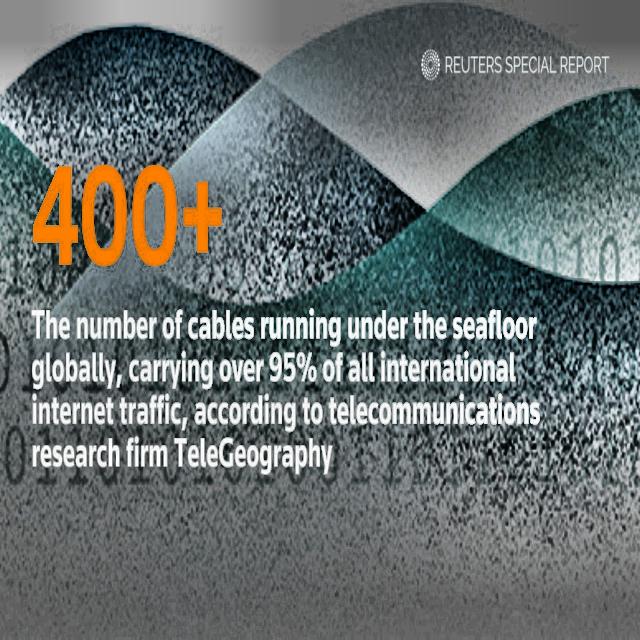 REUTERS SPECIAL REPORT
400+
The number of cables running under the seafloor
globally, carrying over 95% of all international
internet traffic, according to telecommunications
research firm TeleGeography